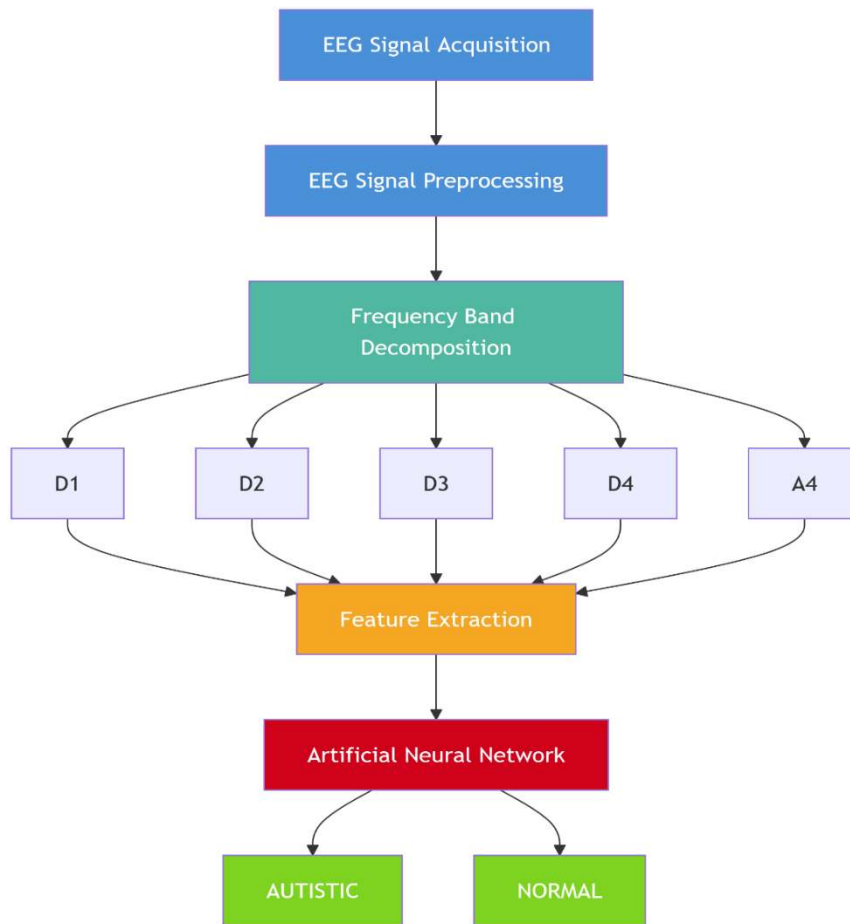 EEG Signal Acquisition
EEG Signal Preprocessing
Frequency Band
Decomposition
D1
D2
D3
D4
A4
Feature Extraction
Artificial Neural Network
AUTISTIC
NORMAL